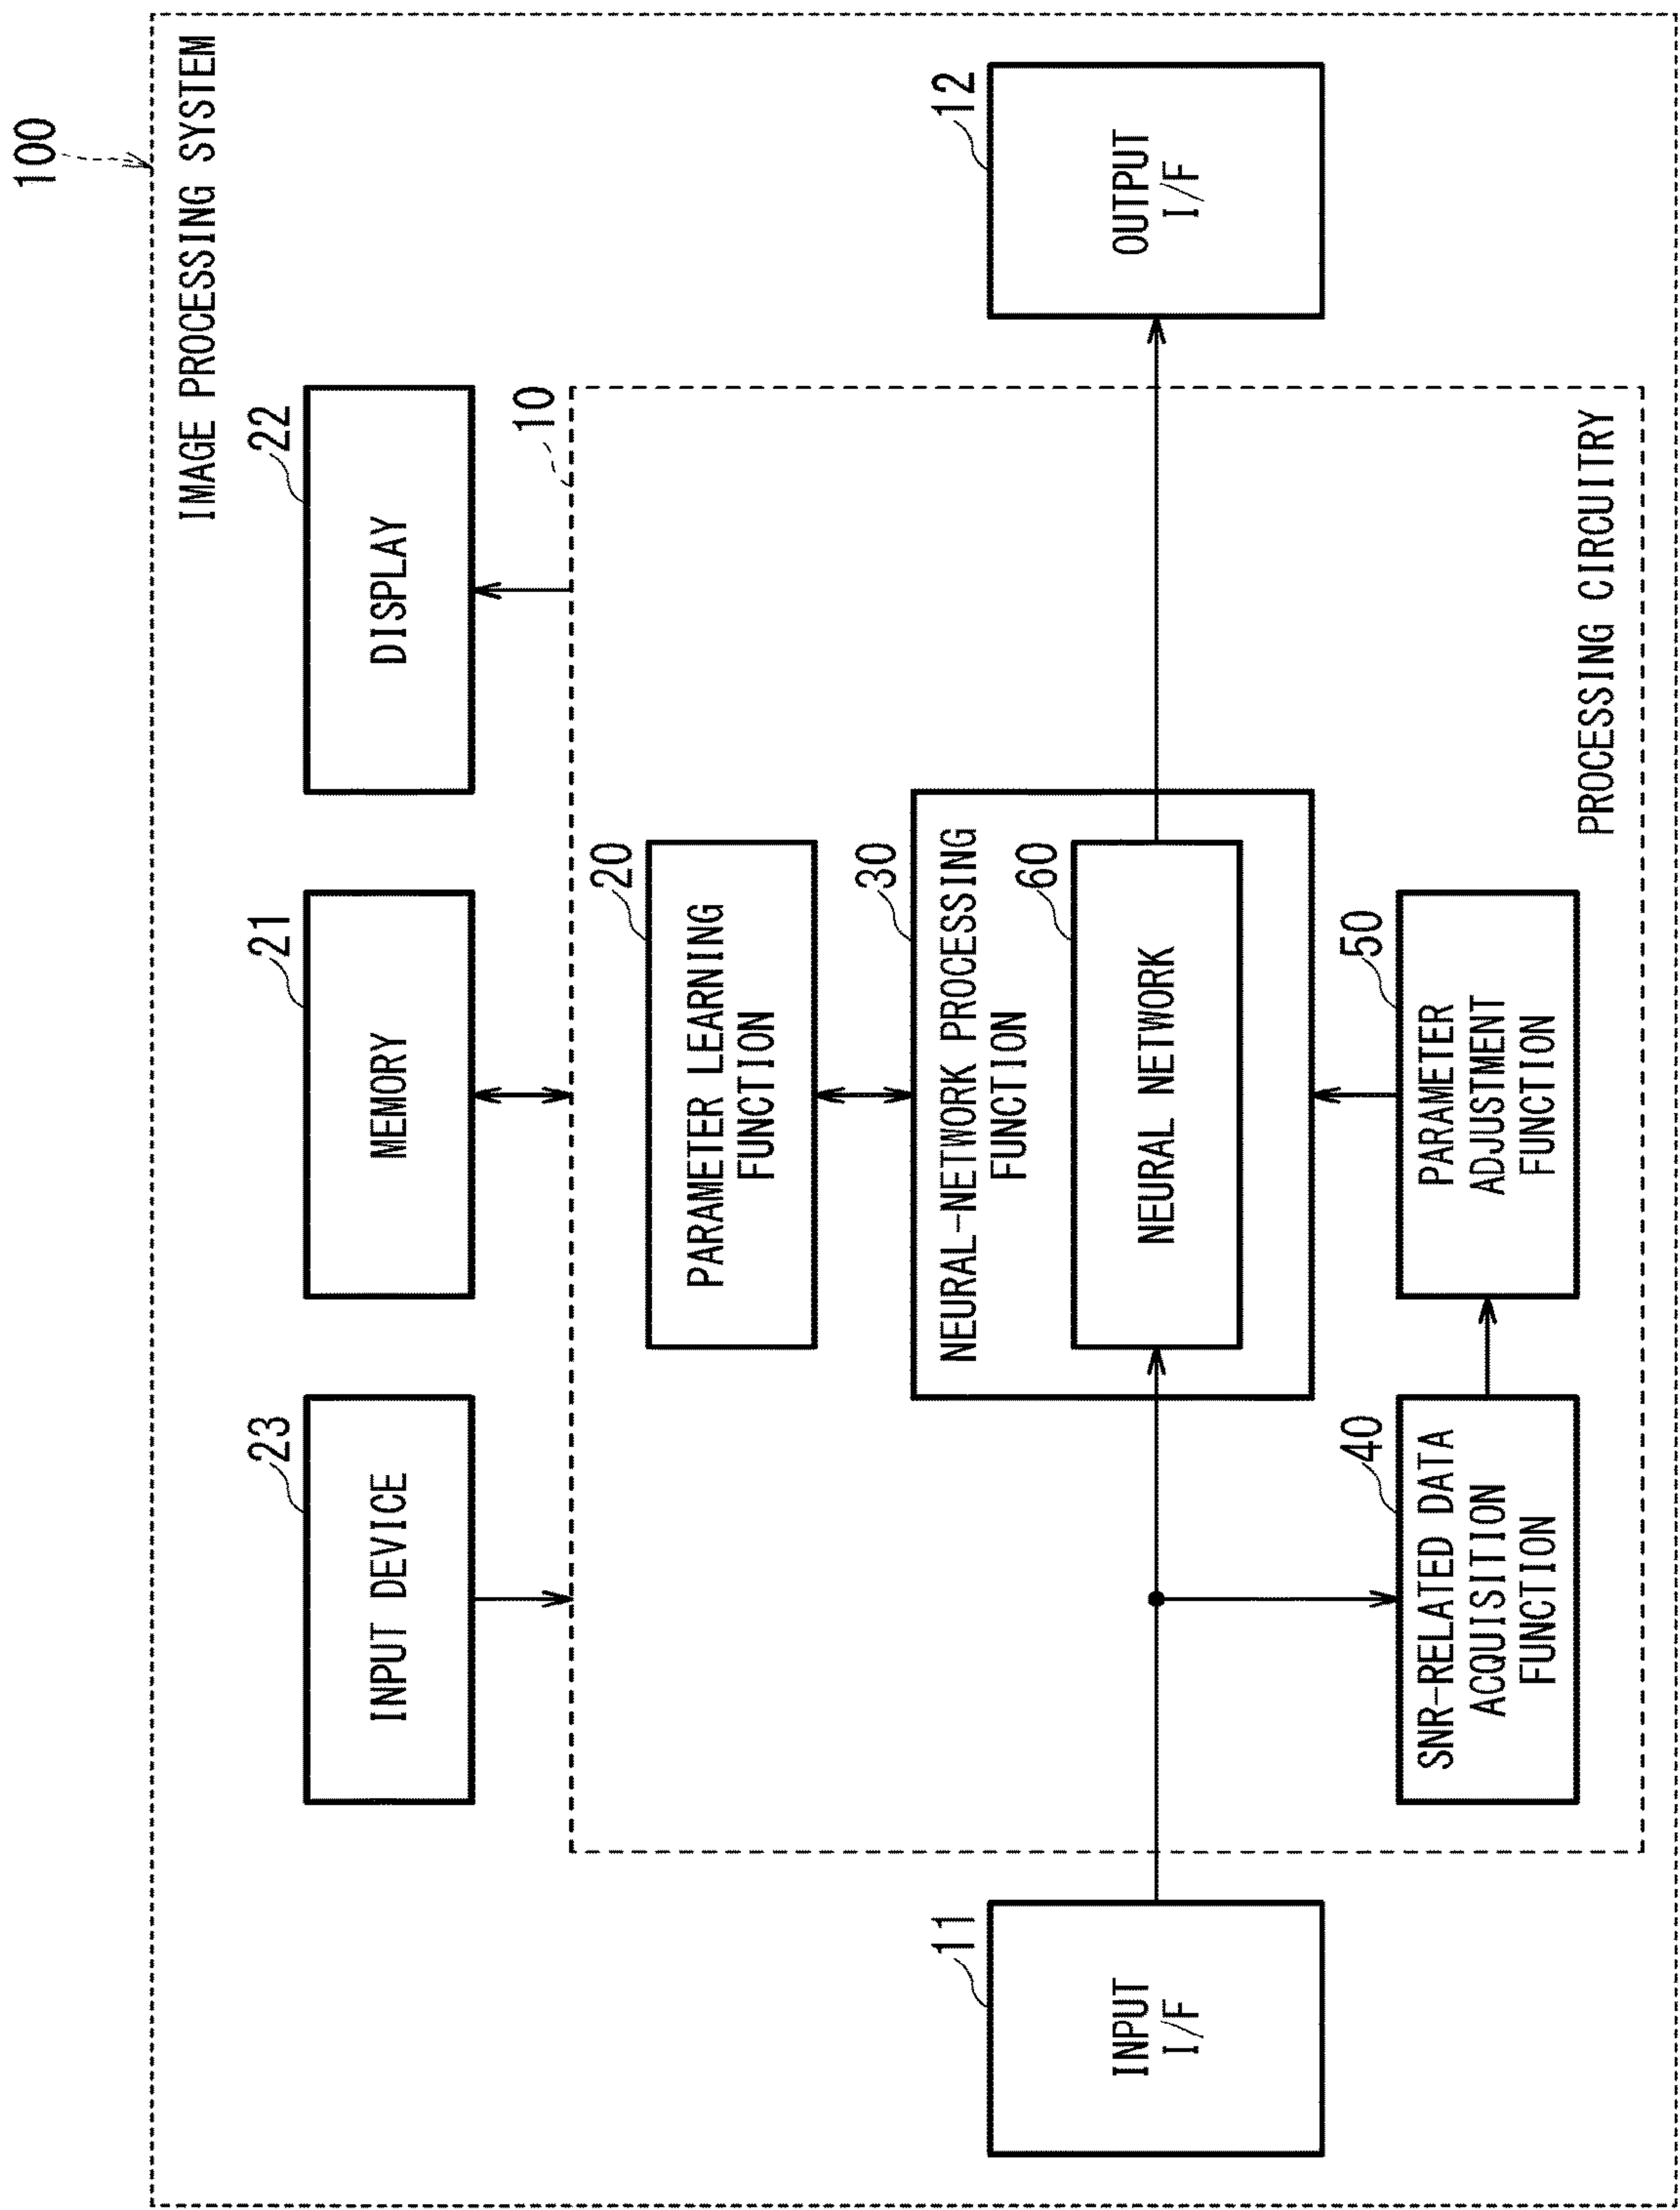 100
IMAGE PROCESSING SYSTEM
23
INPUT DEVICE
21
MEMORY
22
DISPLAY
10
20
PARAMETER LEARNING
FUNCTION
11
INPUT
I/F
30
NEURAL-NETWORK PROCESSING
FUNCTION
60
NEURAL NETWORK
12
OUTPUT
I/F
40
SNR-RELATED DATA
ACQUISITION
FUNCTION
50
PARAMETER
ADJUSTMENT
FUNCTION
PROCESSING CIRCUITRY